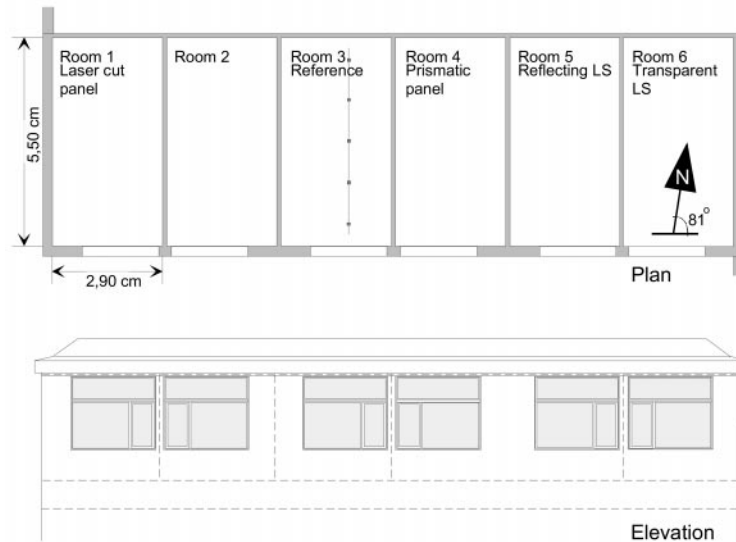 Room 1
Laser cut
panel
Room 2
Room 3
Reference
Room 4
Prismatic
panel
Room 5
Reflecting LS
Room 6
Transparent
LS
5,50 cm
N
81°
2,90 cm
Plan
Elevation